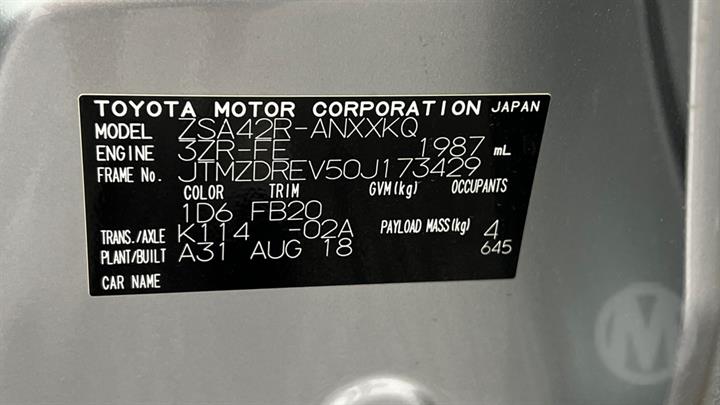 TOYOTA MOTOR CORPORATION JAPAN
MODEL ZSA42R-ANXXKQ
ENGINE 3ZR-FE 1987 mL
FRAME No. JTMZDREV50J173429
COLOR TRIM GVM(kg) OCCUPANTS
1D6 FB20
TRANS./AXLE K114 -02A PAYLOAD MASS(kg) 4
PLANT/BUILT A31 AUG 18 645
CAR NAME
M